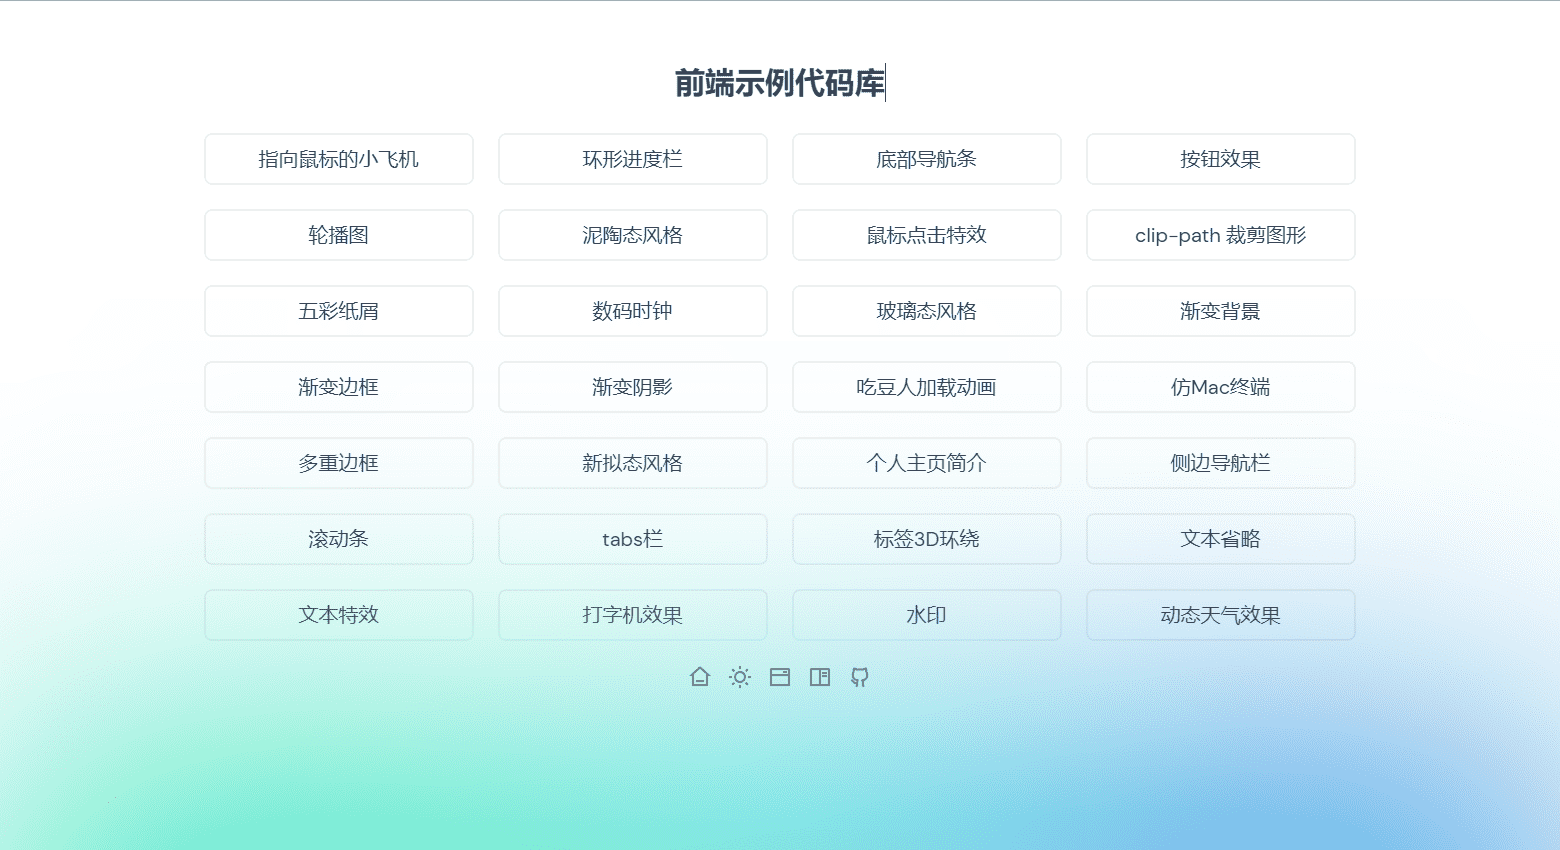 前端示例代码库
指向鼠标的小飞机
环形进度栏
底部导航条
按钮效果
轮播图
泥陶态风格
鼠标点击特效
clip-path 裁剪图形
五彩纸屑
数码时钟
玻璃态风格
渐变背景
渐变边框
渐变阴影
吃豆人加载动画
仿Mac终端
多重边框
新拟态风格
个人主页简介
侧边导航栏
滚动条
tabs栏
标签3D环绕
文本省略
文本特效
打字机效果
水印
动态天气效果